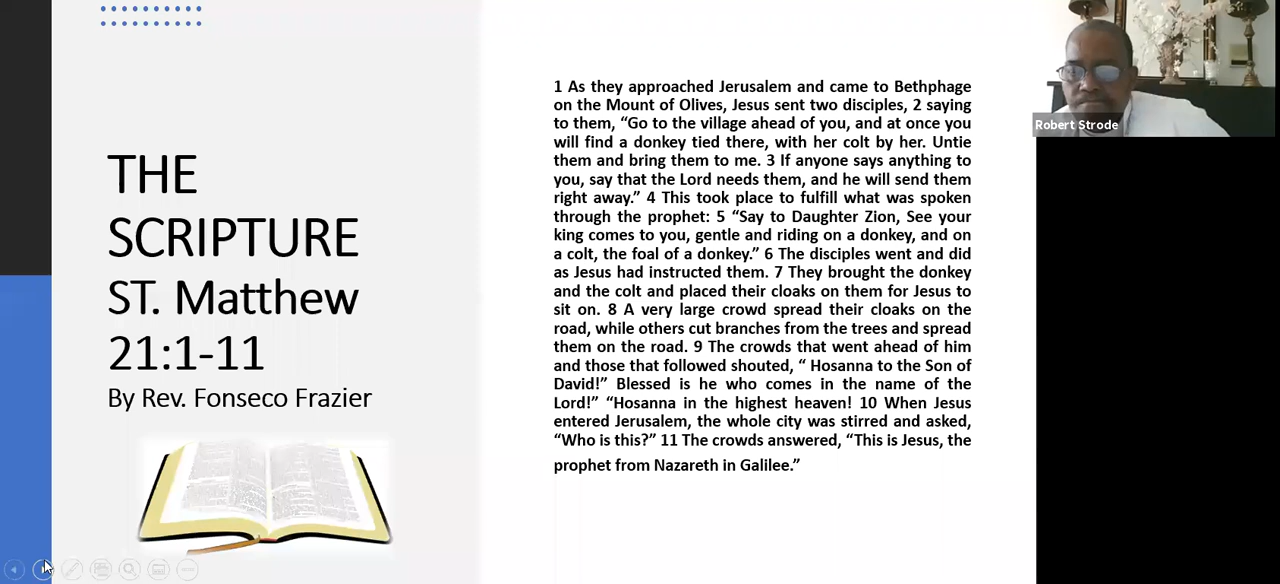 THE
SCRIPTURE
ST. Matthew
21:1-11
By Rev. Fonseco Frazier
1 As they approached Jerusalem and came to Bethphage
on the Mount of Olives, Jesus sent two disciples, 2 saying
to them, “Go to the village ahead of you, and at once you
will find a donkey tied there, with her colt by her. Untie
them and bring them to me. 3 If anyone says anything to
you, say that the Lord needs them, and he will send them
right away.” 4 This took place to fulfill what was spoken
through the prophet: 5 “Say to Daughter Zion, See your
king comes to you, gentle and riding on a donkey, and on
a colt, the foal of a donkey.” 6 The disciples went and did
as Jesus had instructed them. 7 They brought the donkey
and the colt and placed their cloaks on them for Jesus to
sit on. 8 A very large crowd spread their cloaks on the
road, while others cut branches from the trees and spread
them on the road. 9 The crowds that went ahead of him
and those that followed shouted, “ Hosanna to the Son of
David!” Blessed is he who comes in the name of the
Lord!” “Hosanna in the highest heaven! 10 When Jesus
entered Jerusalem, the whole city was stirred and asked,
“Who is this?” 11 The crowds answered, “This is Jesus, the
prophet from Nazareth in Galilee.”
Robert Strode